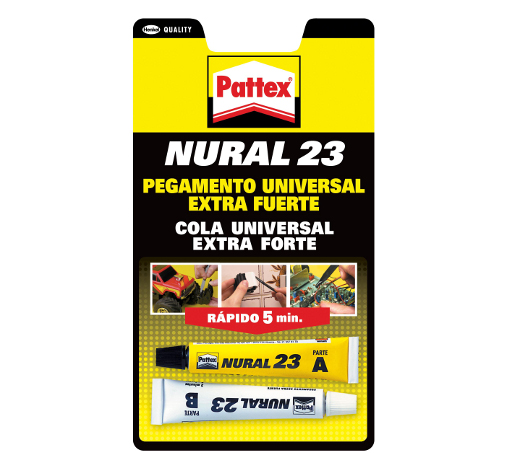 Henkel QUALITY
Pattex®
NURAL 23
PEGAMENTO UNIVERSAL
EXTRA FUERTE
COLA UNIVERSAL
EXTRA FORTE
RÁPIDO 5 min.
Pattex
NURAL 23
PARTE
A
Pattex
NURAL 23
PARTE
B